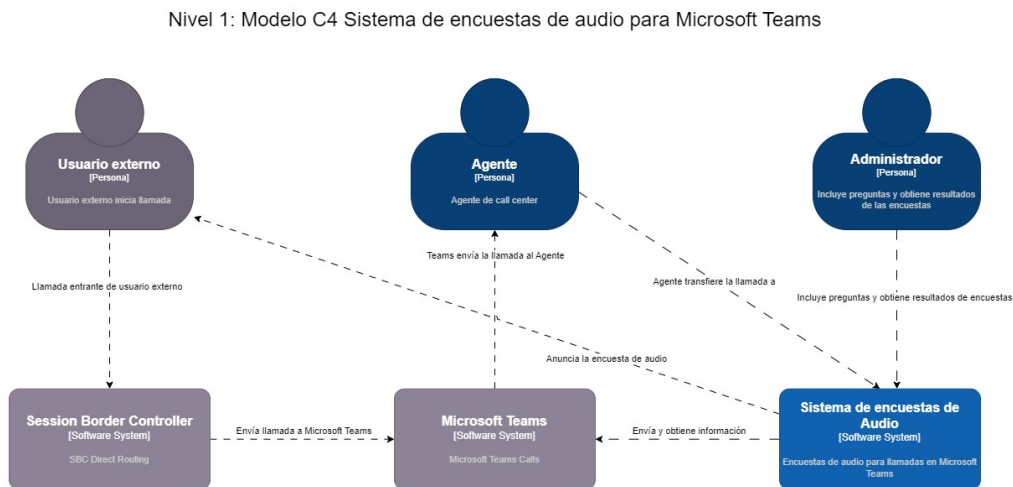 Nivel 1: Modelo C4 Sistema de encuestas de audio para Microsoft Teams
Usuario externo
[Persona]
Usuario externo inicia llamada
Agente
[Persona]
Agente de call center
Administrador
[Persona]
Incluye preguntas y obtiene resultados
de las encuestas
Teams envía la llamada al Agente
Llamada entrante de usuario externo
Agente transfiere la llamada a
Incluye preguntas y obtiene resultados de encuestas
Anuncia la encuesta de audio
Session Border Controller
[Software System]
SBC Direct Routing
Envía llamada a Microsoft Teams
Microsoft Teams
[Software System]
Microsoft Teams Calls
Envía y obtiene información
Sistema de encuestas de
Audio
[Software System]
Encuestas de audio para llamadas en Microsoft
Teams